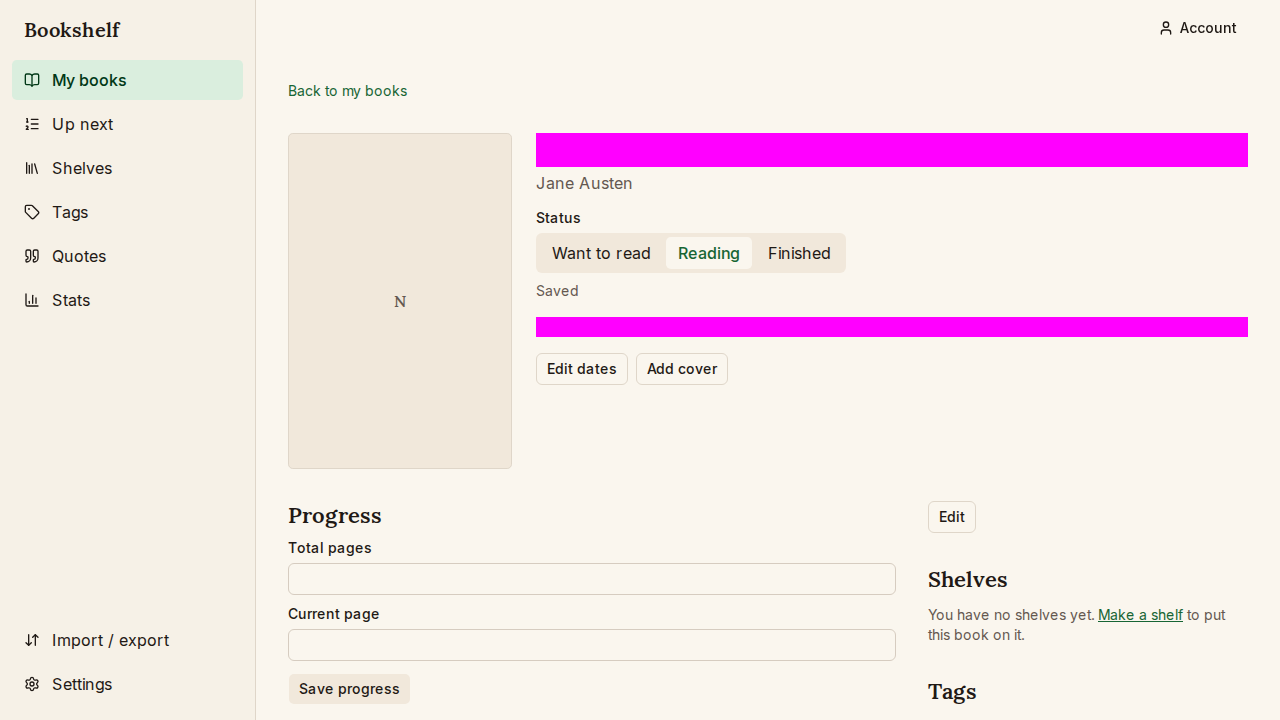 Bookshelf
My books
Up next
Shelves
Tags
Quotes
Stats
Import / export
Settings
Account
Back to my books
N
Jane Austen
Status
Want to read
Reading
Finished
Saved
Edit dates
Add cover
Progress
Total pages
Current page
Save progress
Edit
Shelves
You have no shelves yet. Make a shelf to put
this book on it.
Tags